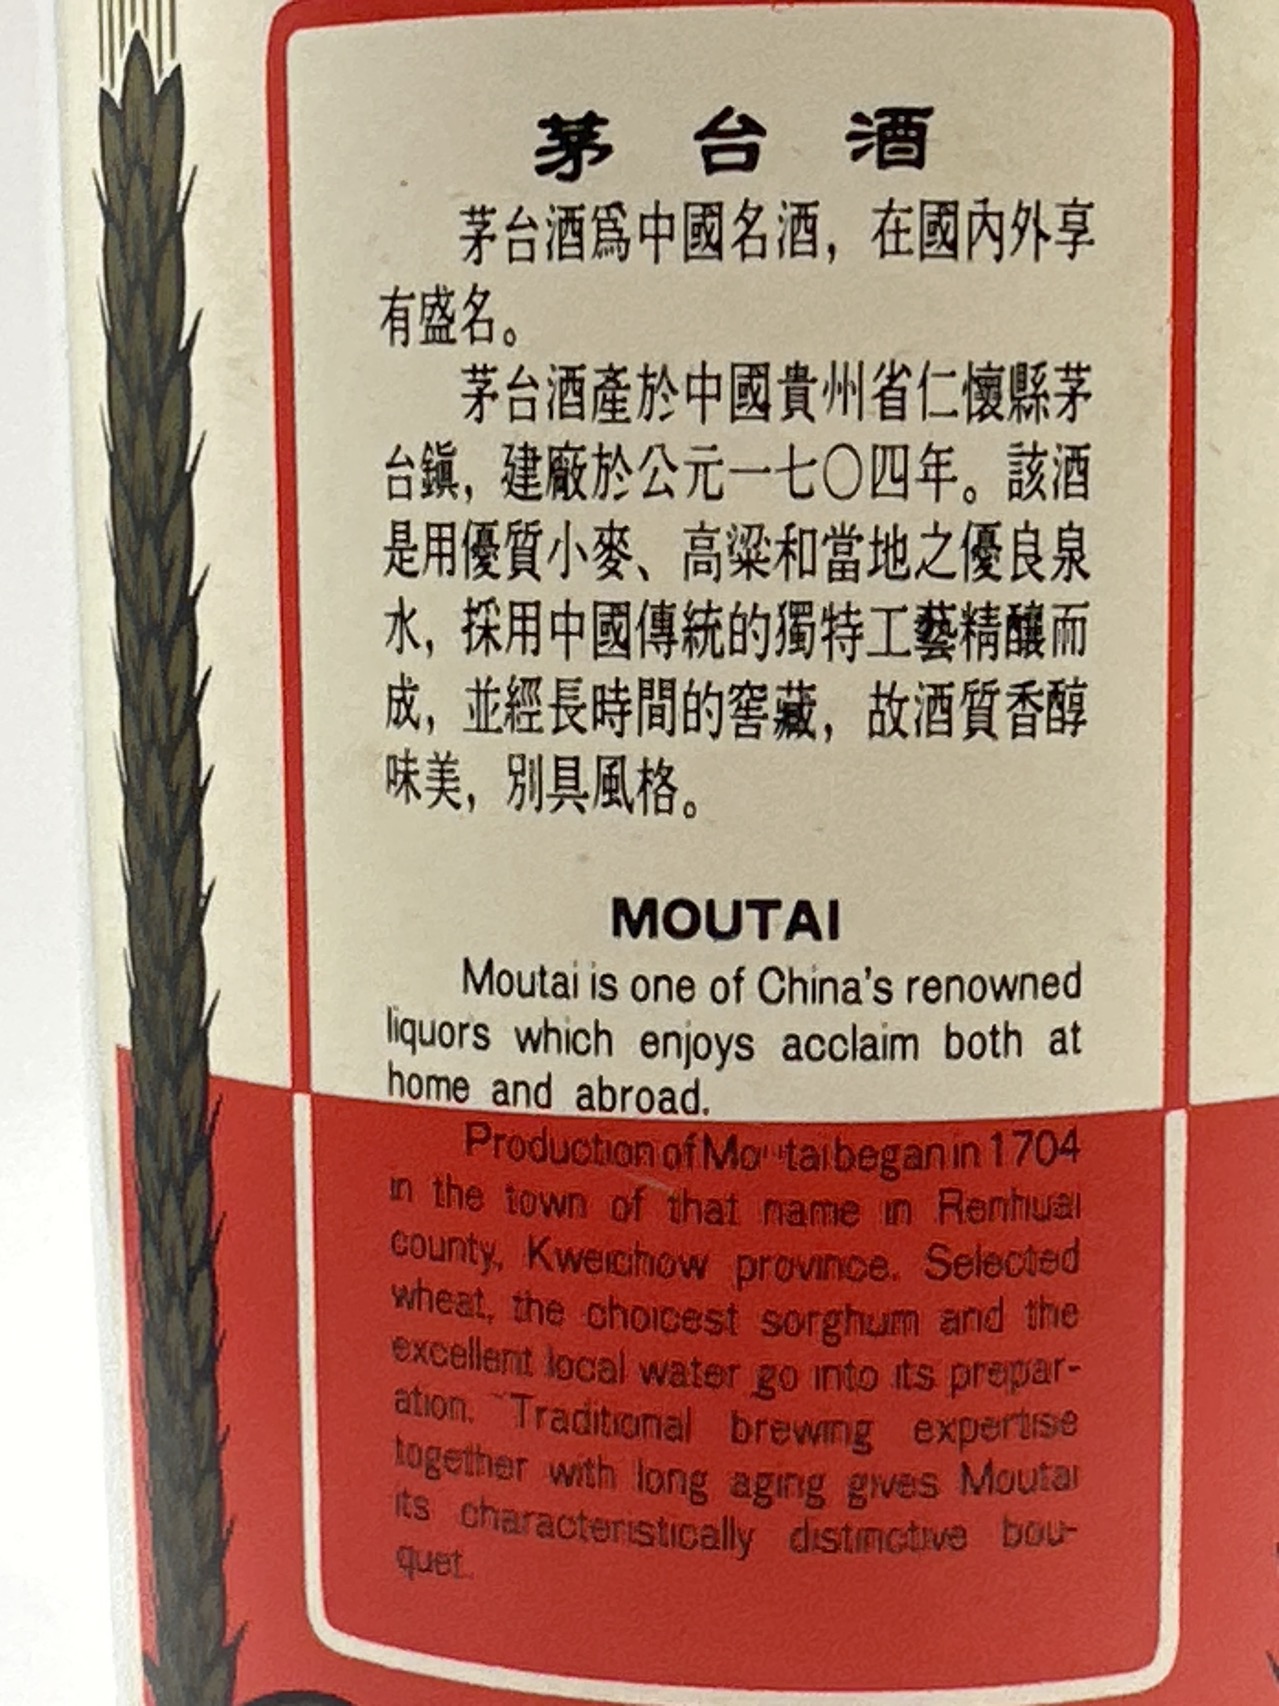 茅台酒
茅台酒爲中國名酒，在國內外享
有盛名。
茅台酒產於中國貴州省仁懷縣茅
台鎮，建廠於公元一七〇四年。該酒
是用優質小麥、高粱和當地之優良泉
水，採用中國傳統的獨特工藝精釀而
成，並經長時間的窖藏，故酒質香醇
味美，別具風格。
MOUTAI
Moutai is one of China's renowned
liquors which enjoys acclaim both at
home and abroad.
Production of Moutai began in 1704
in the town of that name in Renhuai
county, Kweichow province. Selected
wheat, the choicest sorghum and the
excellent local water go into its prepar-
ation. Traditional brewing expertise
together with long aging gives Moutai
its characteristically distinctive bou-
quet.